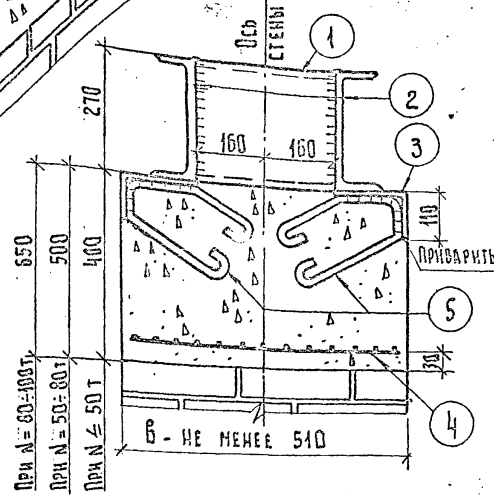 Ось
стены
1
2
3
270
160
160
110
Приварить
650
500
400
5
4
30
При N = 80÷100т.
При N = 50÷80т
При N ≤ 50т
в - не менее 510